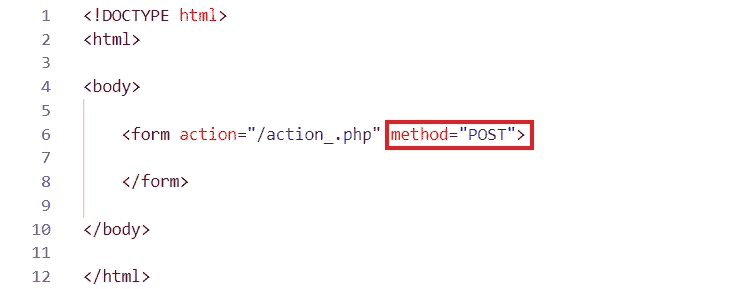 1 <!DOCTYPE html>
2 <html>
3
4 <body>
5
6 <form action="/action_.php" method="POST">
7
8 </form>
9
10 </body>
11
12 </html>